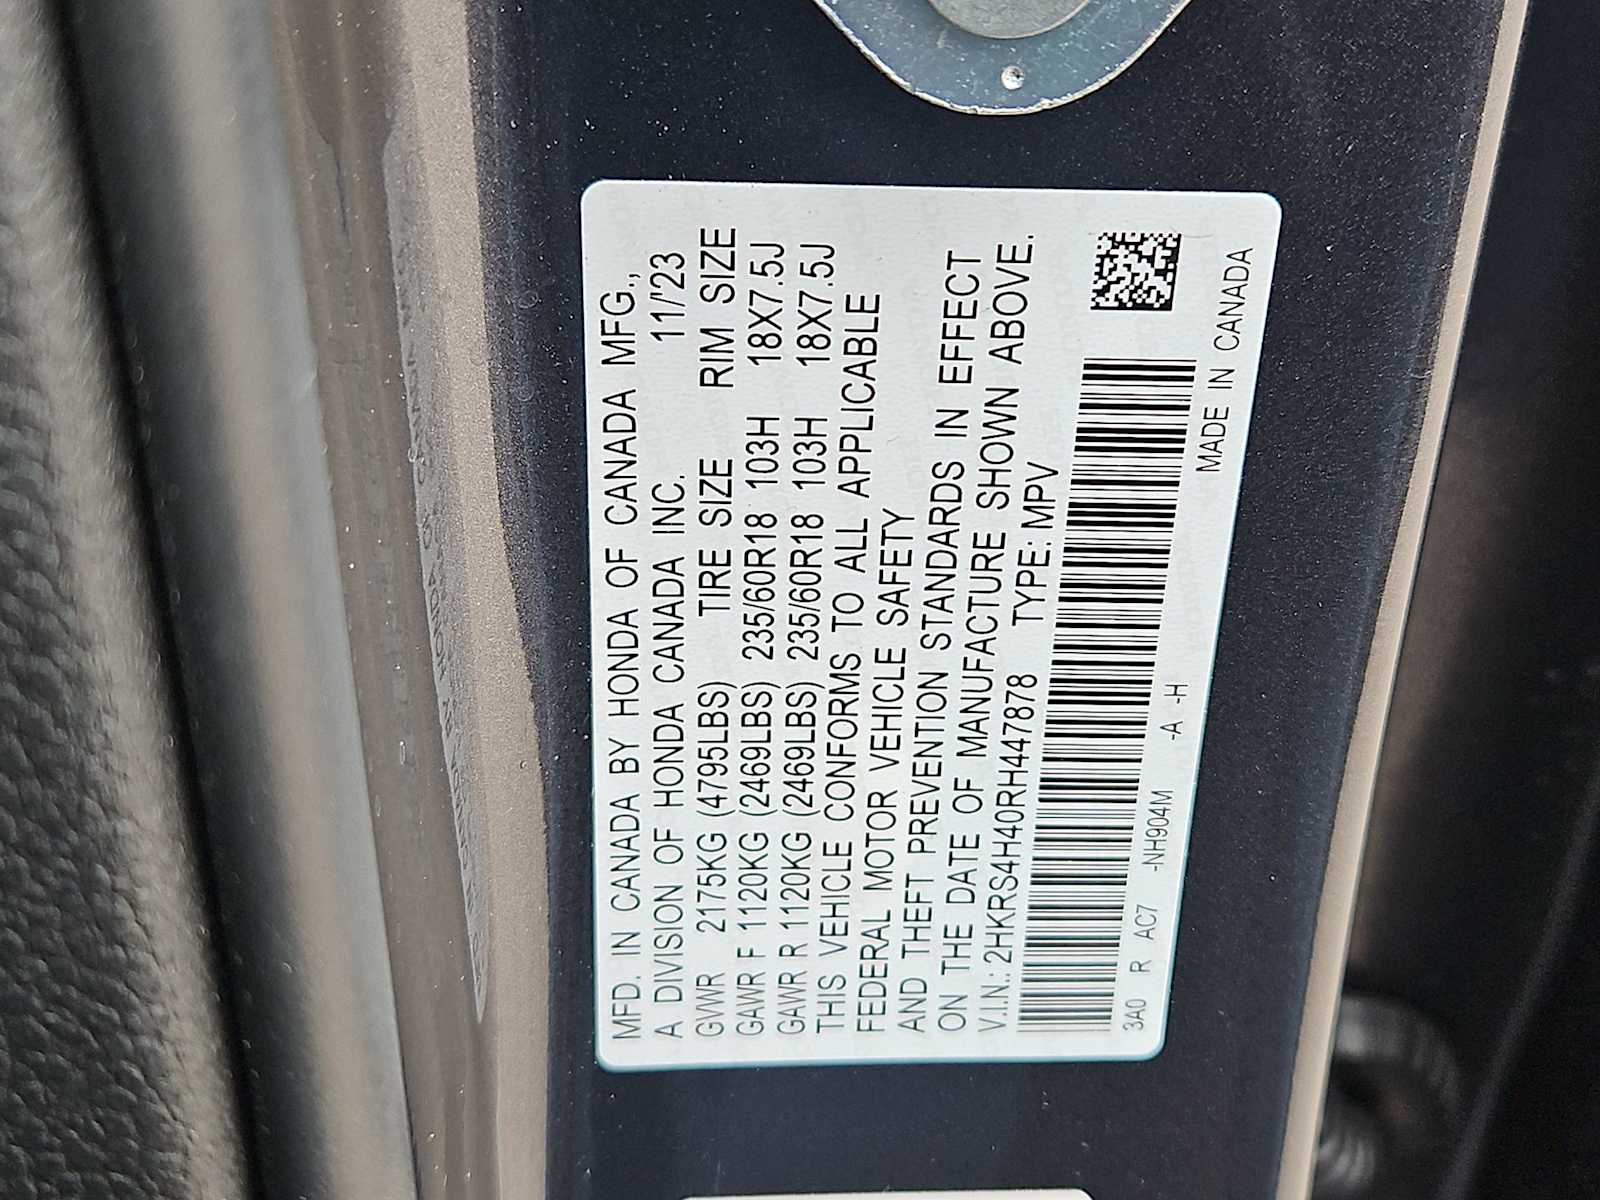 MFD. IN CANADA BY HONDA OF CANADA MFG.,
A DIVISION OF HONDA CANADA INC. 11/'23
GVWR 2175KG (4795LBS) TIRE SIZE RIM SIZE
GAWR F 1120KG (2469LBS) 235/60R18 103H 18X7.5J
GAWR R 1120KG (2469LBS) 235/60R18 103H 18X7.5J
THIS VEHICLE CONFORMS TO ALL APPLICABLE
FEDERAL MOTOR VEHICLE SAFETY
AND THEFT PREVENTION STANDARDS IN EFFECT
ON THE DATE OF MANUFACTURE SHOWN ABOVE.
V.I.N.: 2HKRS4H40RH447878 TYPE: MPV
3A0 R AC7 -NH904M -A -H
MADE IN CANADA